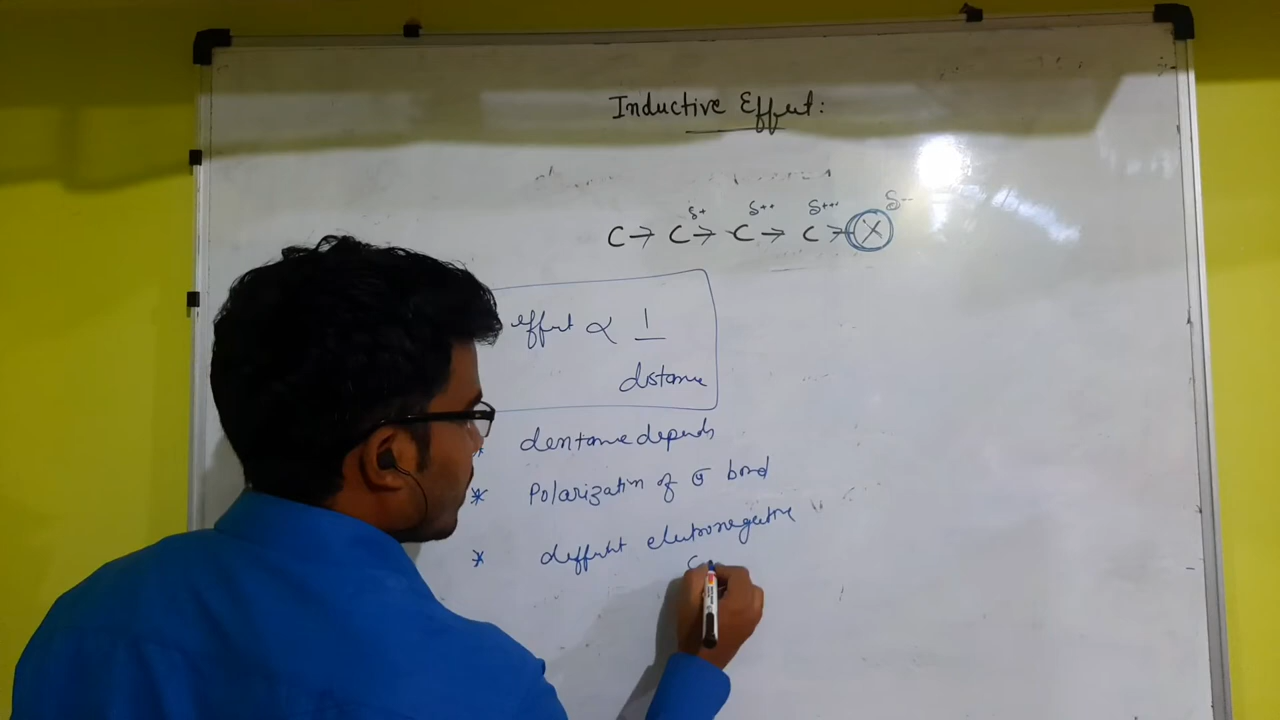 Inductive Effect:
δ+ δ++ δ+++ δ--
C → C → C → C → X
effect ∝ 1
distance
* distance depends
* Polarization of σ bond
* different electronegative
C